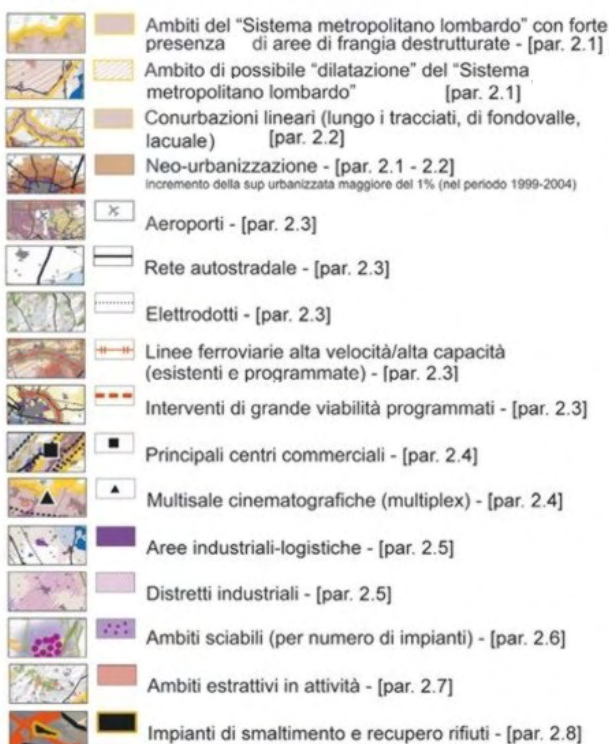 Ambiti del “Sistema metropolitano lombardo” con forte
presenza di aree di frangia destrutturate - [par. 2.1]
Ambito di possibile “dilatazione” del “Sistema
metropolitano lombardo” [par. 2.1]
Conurbazioni lineari (lungo i tracciati, di fondovalle,
lacuale) [par. 2.2]
Neo-urbanizzazione - [par. 2.1 - 2.2]
incremento della sup urbanizzata maggiore del 1% (nel periodo 1999-2004)
Aeroporti - [par. 2.3]
Rete autostradale - [par. 2.3]
Elettrodotti - [par. 2.3]
Linee ferroviarie alta velocità/alta capacità
(esistenti e programmate) - [par. 2.3]
Interventi di grande viabilità programmati - [par. 2.3]
Principali centri commerciali - [par. 2.4]
Multisale cinematografiche (multiplex) - [par. 2.4]
Aree industriali-logistiche - [par. 2.5]
Distretti industriali - [par. 2.5]
Ambiti sciabili (per numero di impianti) - [par. 2.6]
Ambiti estrattivi in attività - [par. 2.7]
Impianti di smaltimento e recupero rifiuti - [par. 2.8]